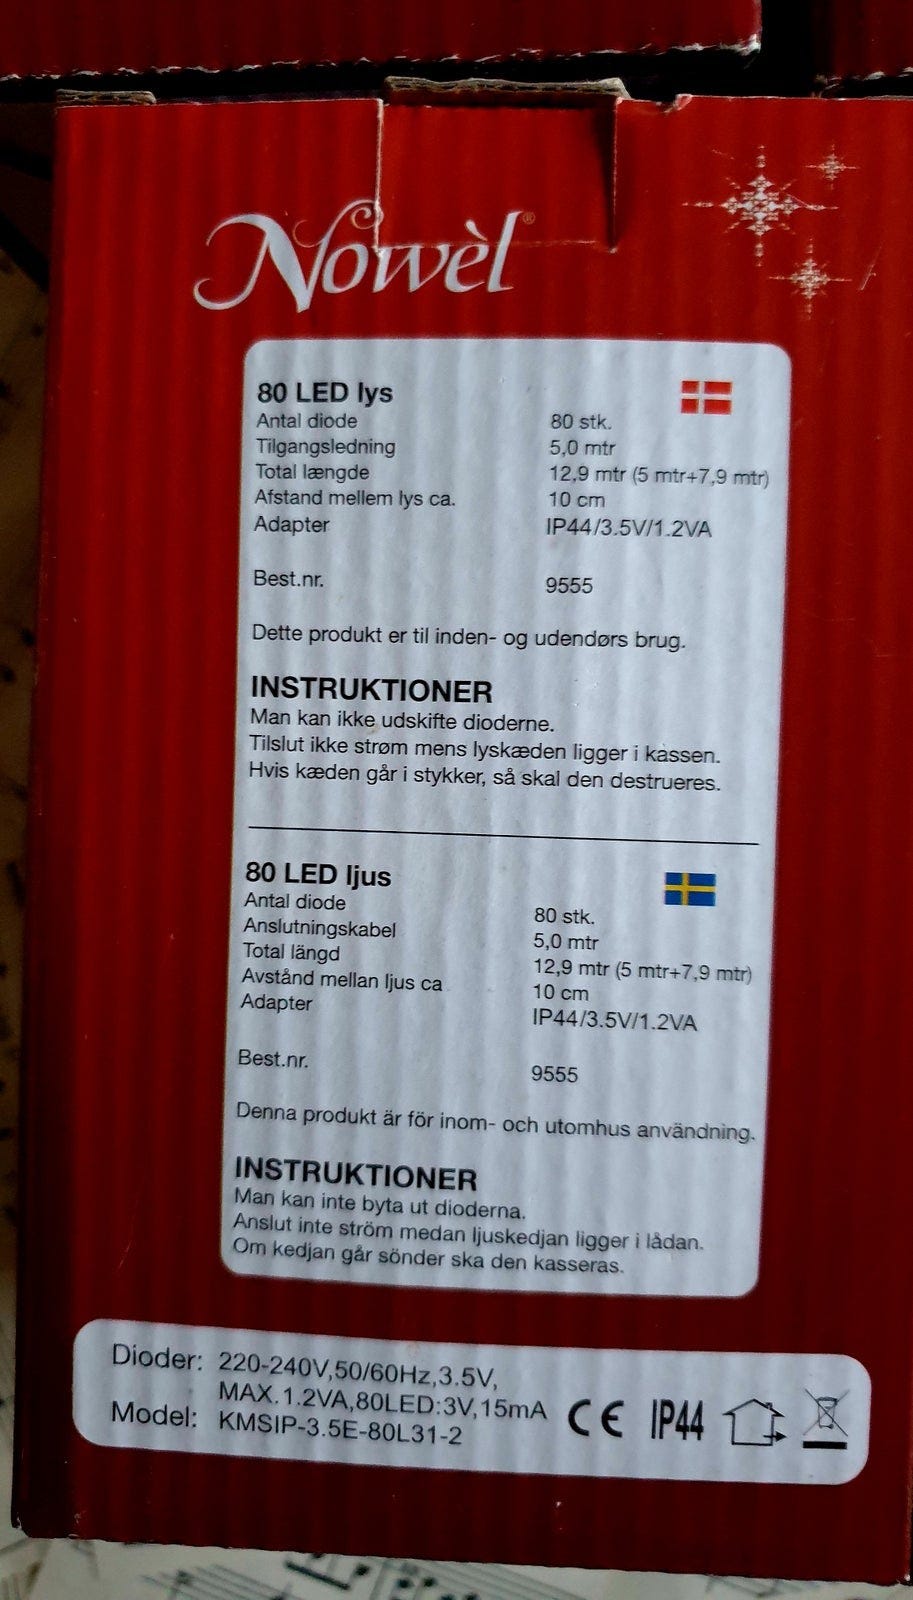 Nowèl®
80 LED lys
Antal diode 80 stk.
Tilgangsledning 5,0 mtr
Total længde 12,9 mtr (5 mtr+7,9 mtr)
Afstand mellem lys ca. 10 cm
Adapter IP44/3.5V/1.2VA
Best.nr. 9555
Dette produkt er til inden- og udendørs brug.
INSTRUKTIONER
Man kan ikke udskifte dioderne.
Tilslut ikke strøm mens lyskæden ligger i kassen.
Hvis kæden går i stykker, så skal den destrueres.
80 LED ljus
Antal diode 80 stk.
Anslutningskabel 5,0 mtr
Total längd 12,9 mtr (5 mtr+7,9 mtr)
Avstånd mellan ljus ca 10 cm
Adapter IP44/3.5V/1.2VA
Best.nr. 9555
Denna produkt är för inom- och utomhus användning.
INSTRUKTIONER
Man kan inte byta ut dioderna.
Anslut inte ström medan ljuskedjan ligger i lådan.
Om kedjan går sönder ska den kasseras.
Dioder: 220-240V,50/60Hz,3.5V,
MAX.1.2VA,80LED:3V,15mA
Model: KMSIP-3.5E-80L31-2
CE IP44